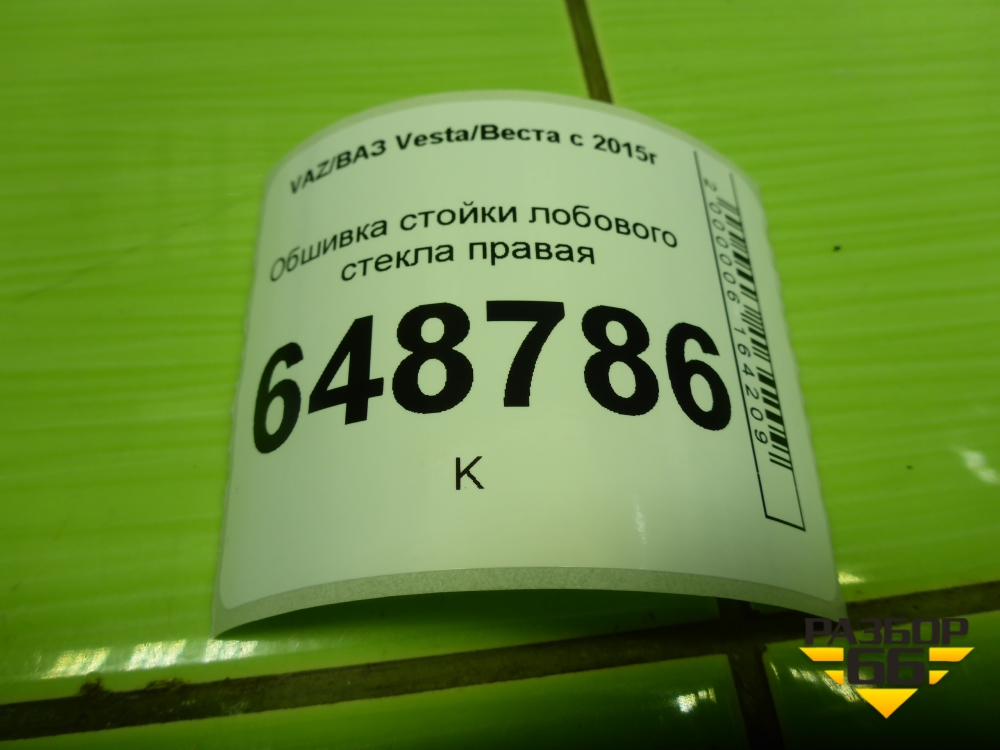 VAZ/ВАЗ Vesta/Веста с 2015г
Обшивка стойки лобового
стекла правая
648786
К
2000006164209
РАЗБОР
66